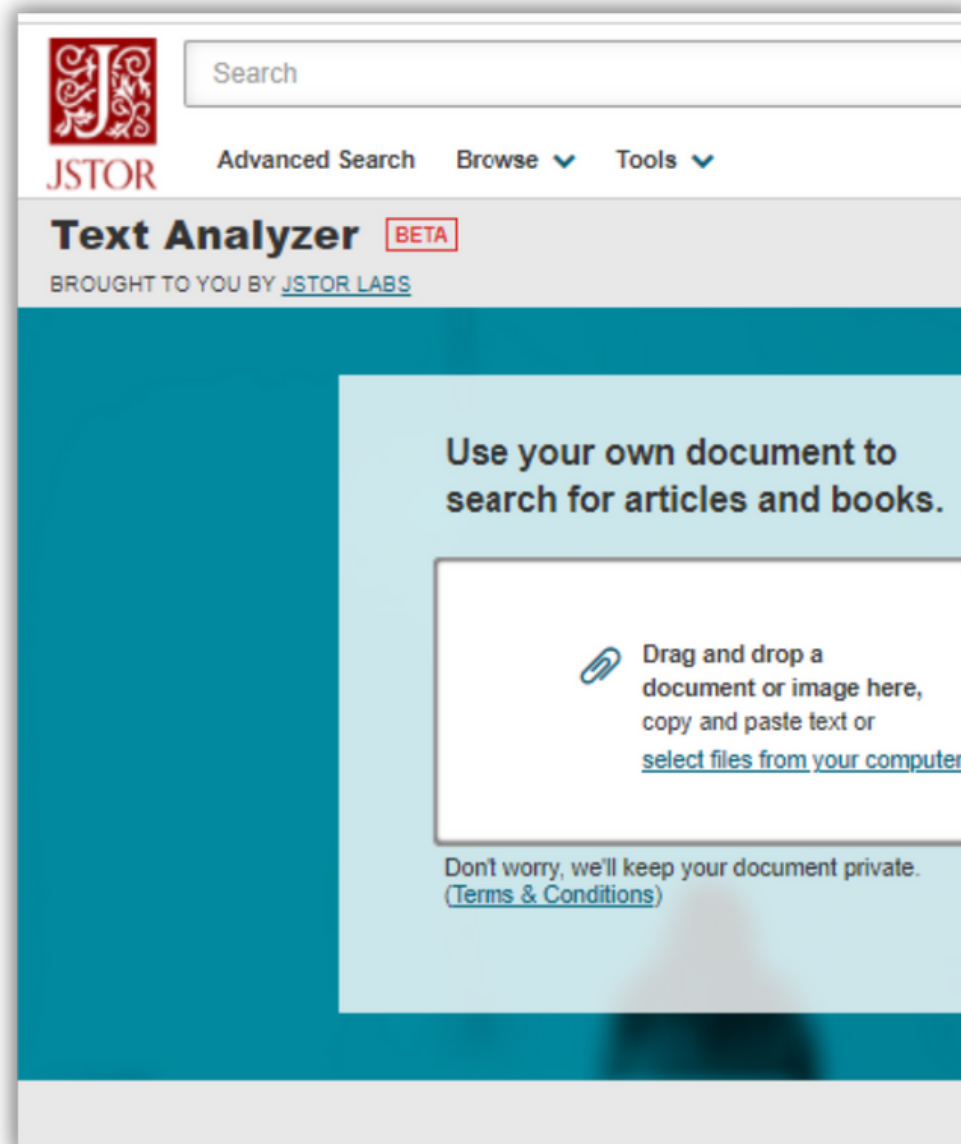 Search
JSTOR
Advanced Search Browse Tools
Text Analyzer BETA
BROUGHT TO YOU BY JSTOR LABS
Use your own document to
search for articles and books.
Drag and drop a
document or image here,
copy and paste text or
select files from your computer
Don't worry, we'll keep your document private.
(Terms & Conditions)